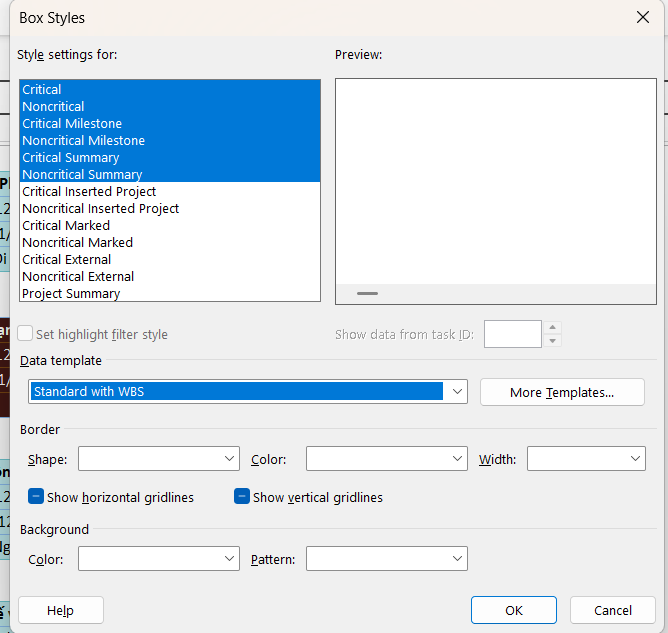 Box Styles
Style settings for:
Preview:
Critical
Noncritical
Critical Milestone
Noncritical Milestone
Critical Summary
Noncritical Summary
Critical Inserted Project
Noncritical Inserted Project
Critical Marked
Noncritical Marked
Critical External
Noncritical External
Project Summary
Set highlight filter style
Show data from task ID:
Data template
Standard with WBS
More Templates...
Border
Shape:
Color:
Width:
Show horizontal gridlines
Show vertical gridlines
Background
Color:
Pattern:
Help
OK
Cancel